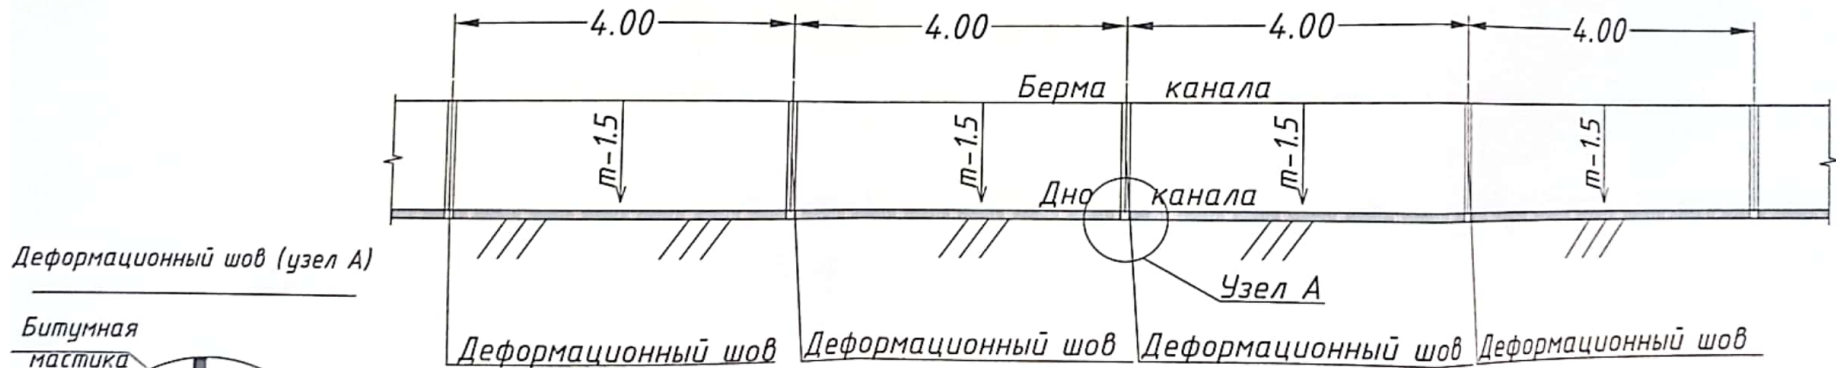 4.00 4.00 4.00 4.00
Берма канала
m-1.5 m-1.5 m-1.5 m-1.5
Дно канала
Деформационный шов (узел А)
Узел А
Битумная
мастика
Деформационный шов Деформационный шов Деформационный шов Деформационный шов